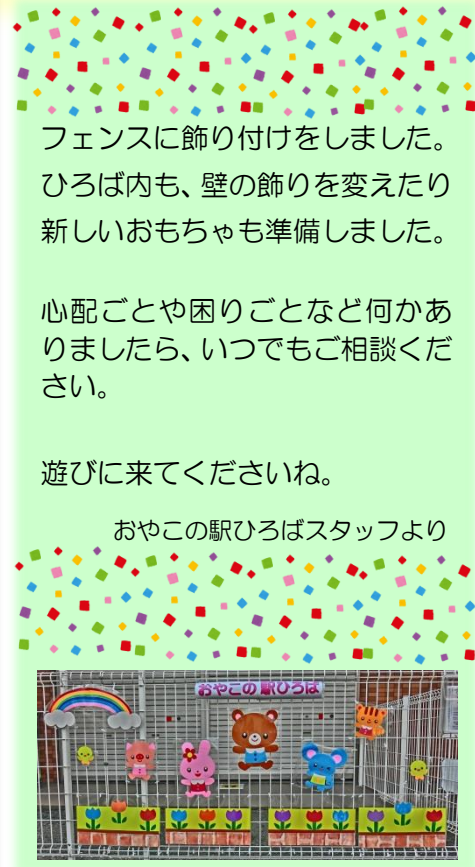 フェンスに飾り付けをしました。
ひろば内も、壁の飾りを変えたり
新しいおもちゃも準備しました。
心配ごとや困りごとなど何かあ
りましたら、いつでもご相談くだ
さい。
遊びに来てくださいね。
おやこの駅ひろばスタッフより
おやこの駅ひろば